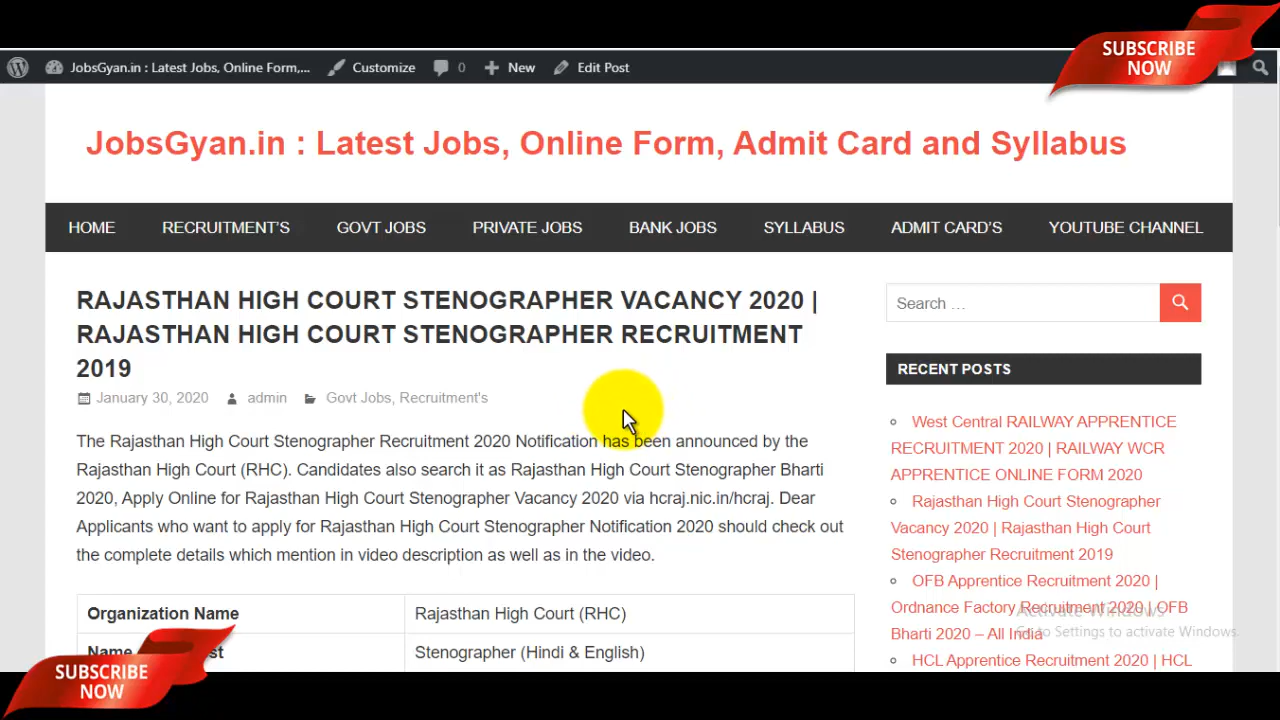 SUBSCRIBE
NOW
JobsGyan.in : Latest Jobs, Online Form,... Customize 0 New Edit Post
JobsGyan.in : Latest Jobs, Online Form, Admit Card and Syllabus
HOME RECRUITMENT'S GOVT JOBS PRIVATE JOBS BANK JOBS SYLLABUS ADMIT CARD'S YOUTUBE CHANNEL
RAJASTHAN HIGH COURT STENOGRAPHER VACANCY 2020 |
RAJASTHAN HIGH COURT STENOGRAPHER RECRUITMENT
2019
January 30, 2020 admin Govt Jobs, Recruitment's
The Rajasthan High Court Stenographer Recruitment 2020 Notification has been announced by the
Rajasthan High Court (RHC). Candidates also search it as Rajasthan High Court Stenographer Bharti
2020, Apply Online for Rajasthan High Court Stenographer Vacancy 2020 via hcraj.nic.in/hcraj. Dear
Applicants who want to apply for Rajasthan High Court Stenographer Notification 2020 should check out
the complete details which mention in video description as well as in the video.
Organization Name Rajasthan High Court (RHC)
Stenographer (Hindi & English)
Search …
RECENT POSTS
West Central RAILWAY APPRENTICE
RECRUITMENT 2020 | RAILWAY WCR
APPRENTICE ONLINE FORM 2020
Rajasthan High Court Stenographer
Vacancy 2020 | Rajasthan High Court
Stenographer Recruitment 2019
OFB Apprentice Recruitment 2020 |
Ordnance Factory Recruitment 2020 | OFB
Bharti 2020 – All India
HCL Apprentice Recruitment 2020 | HCL
Activate Windows
Go to Settings to activate Windows.
SUBSCRIBE
NOW